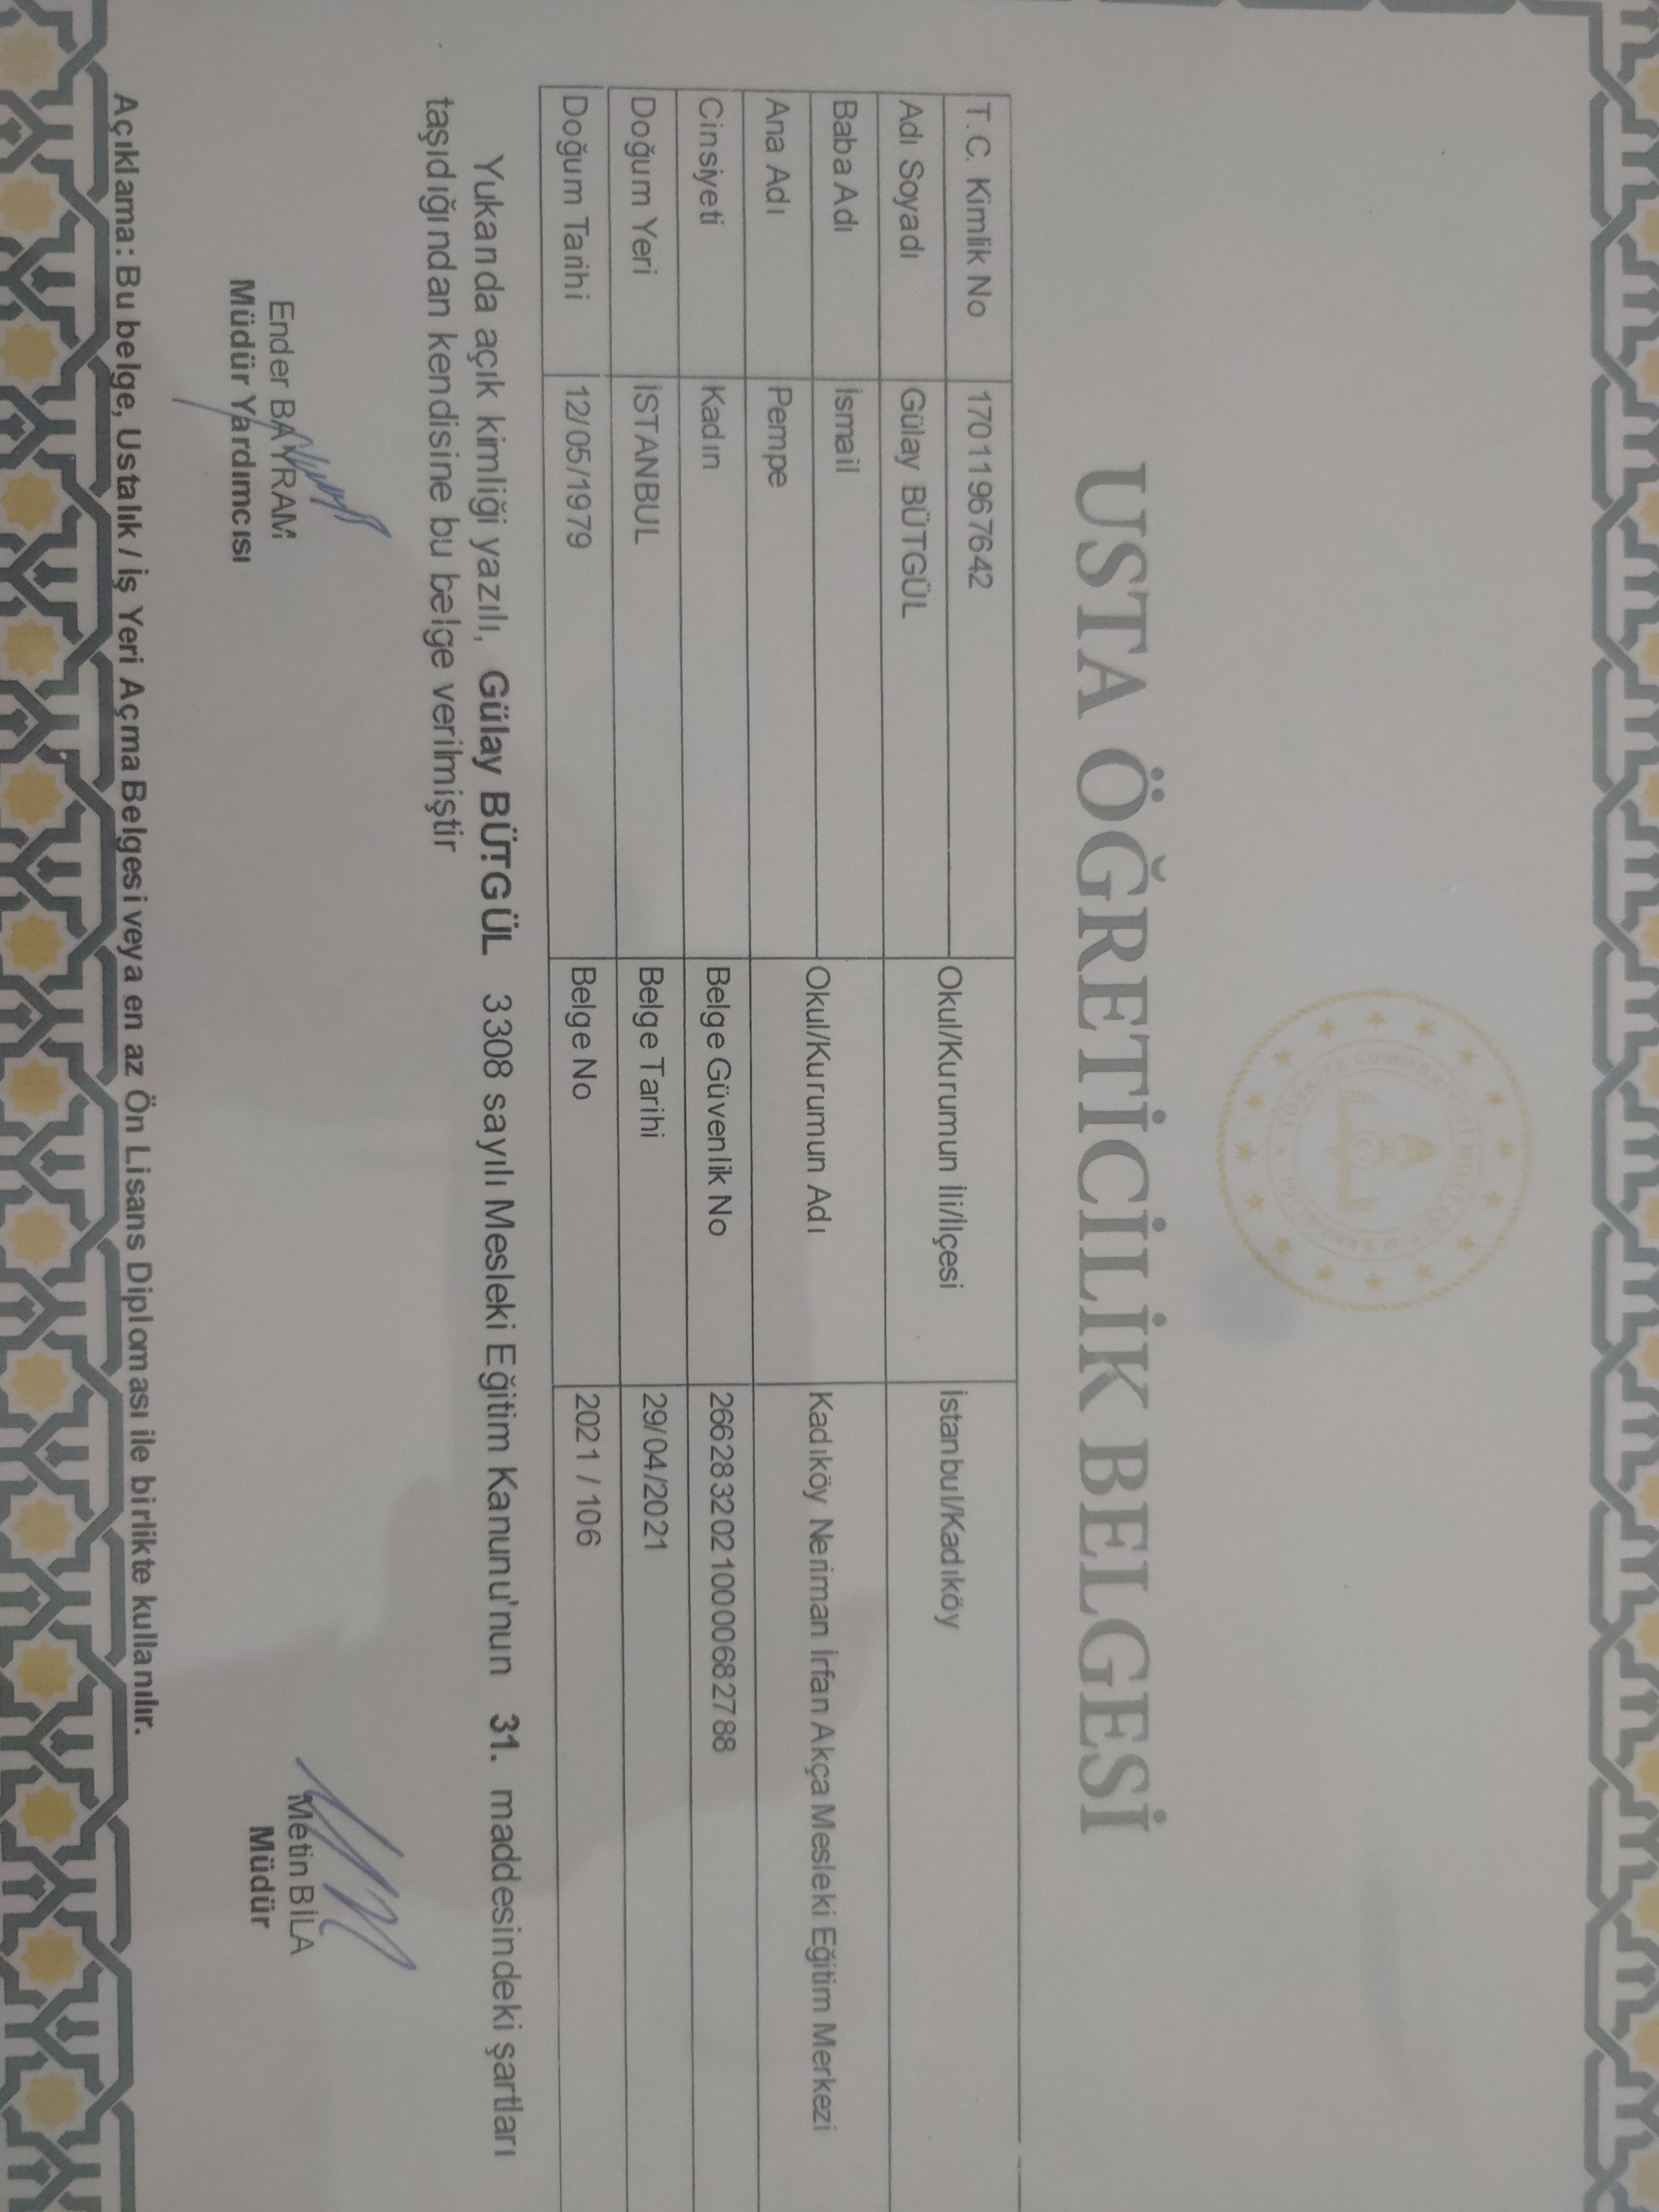 USTA ÖĞRETİCİLİK BELGESİ
T.C. Kimlik No 17011967642 Okul/Kurumun İli/İlçesi İstanbul/Kadıköy
Adı Soyadı Gülay BÜTGÜL
Baba Adı İsmail Okul/Kurumun Adı Kadıköy Neriman İrfan Akça Mesleki Eğitim Merkezi
Ana Adı Pempe
Cinsiyeti Kadın Belge Güvenlik No 26628320210000682788
Doğum Yeri İSTANBUL Belge Tarihi 29/04/2021
Doğum Tarihi 12/05/1979 Belge No 2021 / 106
Yukarıda açık kimliği yazılı, Gülay BÜTGÜL 3308 sayılı Mesleki Eğitim Kanunu'nun 31. maddesindeki şartları
taşıdığından kendisine bu belge verilmiştir
Ender BAYRAM Metin BİLA
Müdür Yardımcısı Müdür
Açıklama: Bu belge, Ustalık / İş Yeri Açma Belgesi veya en az Ön Lisans Diploması ile birlikte kullanılır.